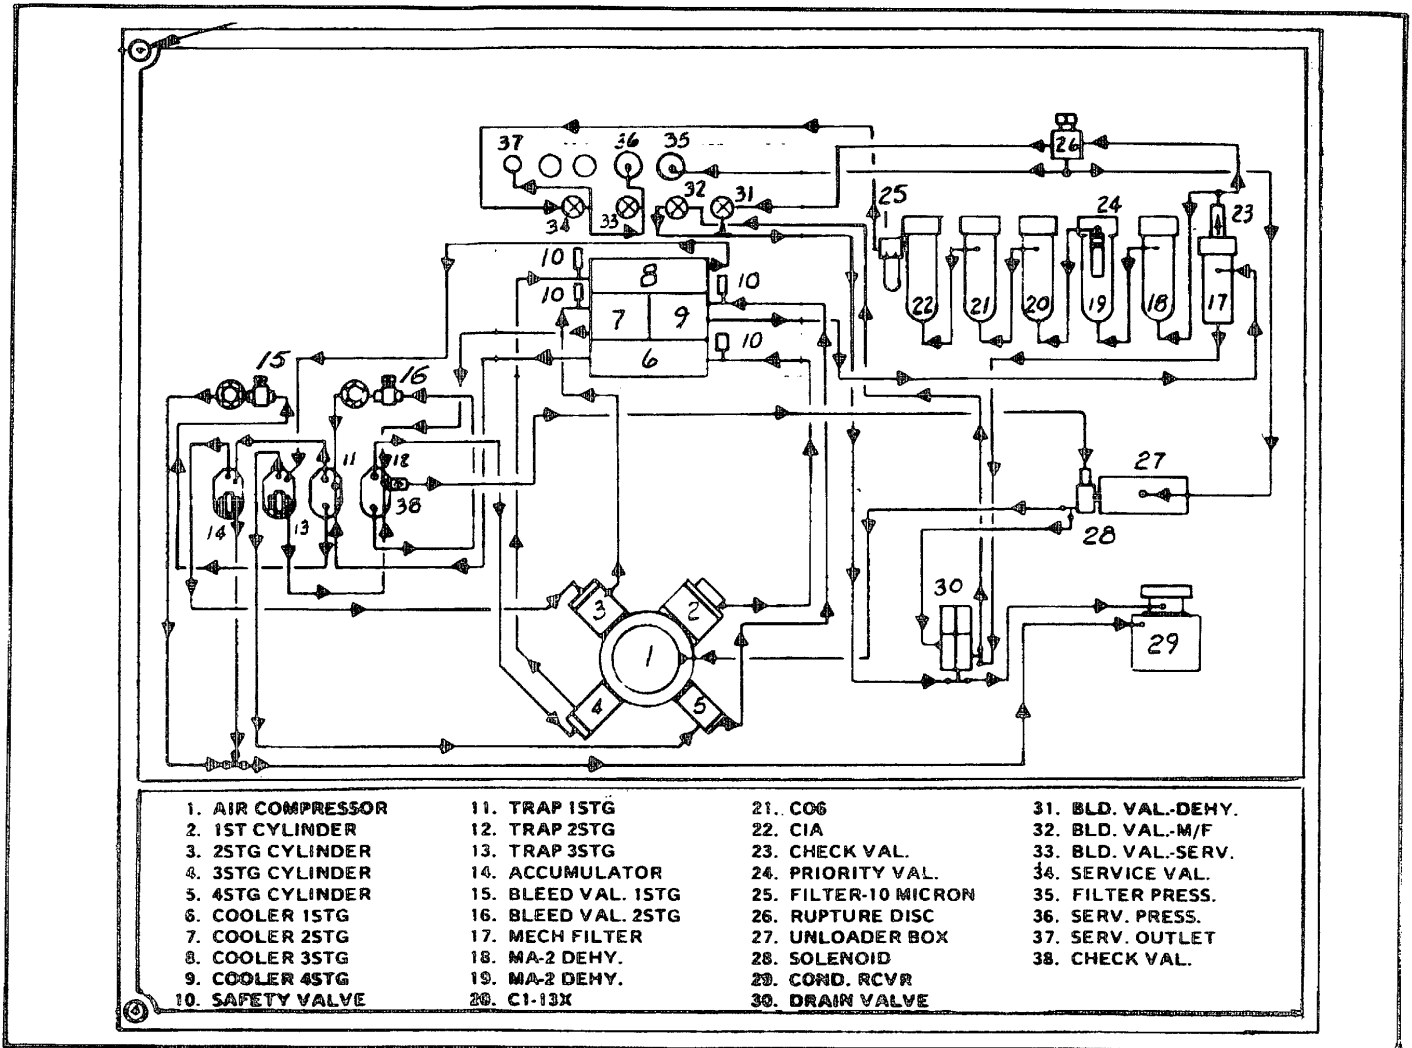 37
36
35
26
10
32
31
25
24
23
34
33
8
10
10
7
9
10
6
22
21
20
19
18
17
15
16
11
12
38
14
13
27
28
30
29
3
2
1
4
5
1. AIR COMPRESSOR
2. 1ST CYLINDER
3. 2STG CYLINDER
4. 3STG CYLINDER
5. 4STG CYLINDER
6. COOLER 1STG
7. COOLER 2STG
8. COOLER 3STG
9. COOLER 4STG
10. SAFETY VALVE
11. TRAP 1STG
12. TRAP 2STG
13. TRAP 3STG
14. ACCUMULATOR
15. BLEED VAL. 1STG
16. BLEED VAL. 2STG
17. MECH FILTER
18. MA-2 DEHY.
19. MA-2 DEHY.
20. C1-13X
21. CO6
22. CIA
23. CHECK VAL.
24. PRIORITY VAL.
25. FILTER-10 MICRON
26. RUPTURE DISC
27. UNLOADER BOX
28. SOLENOID
29. COND. RCVR
30. DRAIN VALVE
31. BLD. VAL.-DEHY.
32. BLD. VAL.-M/F
33. BLD. VAL.-SERV.
34. SERVICE VAL.
35. FILTER PRESS.
36. SERV. PRESS.
37. SERV. OUTLET
38. CHECK VAL.